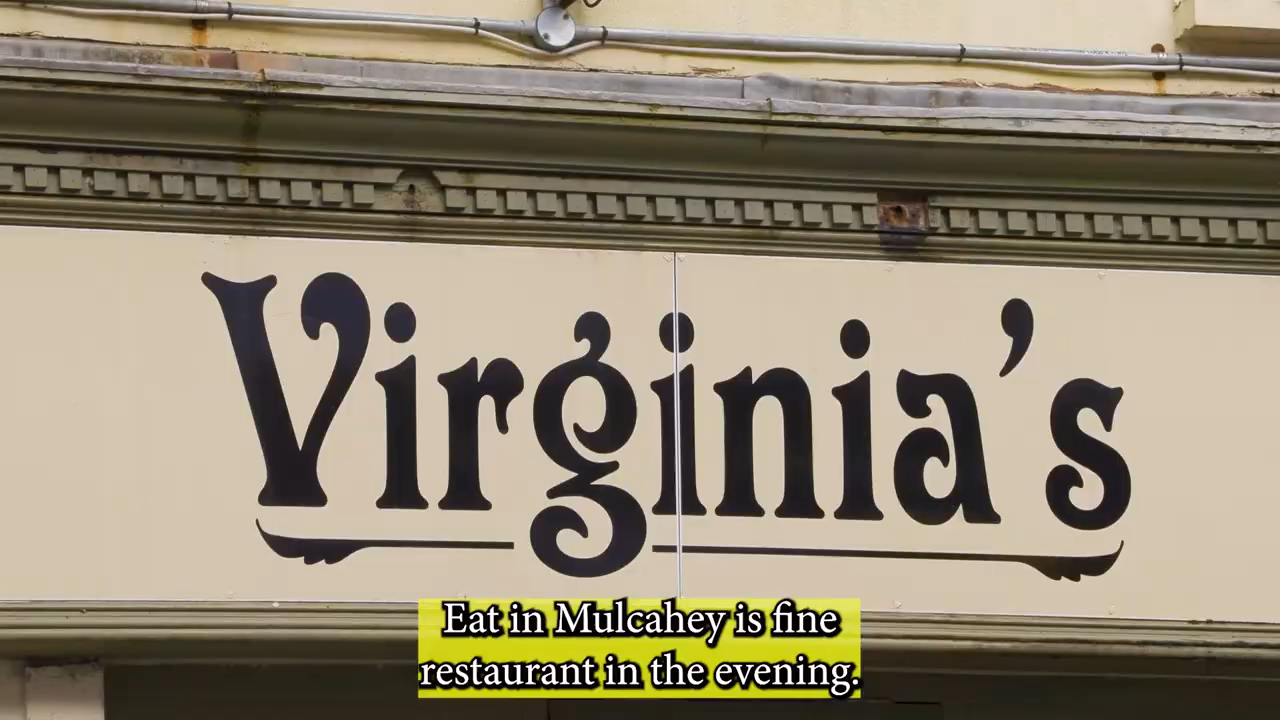 Virginia's
Eat in Mulcahey is fine
restaurant in the evening.